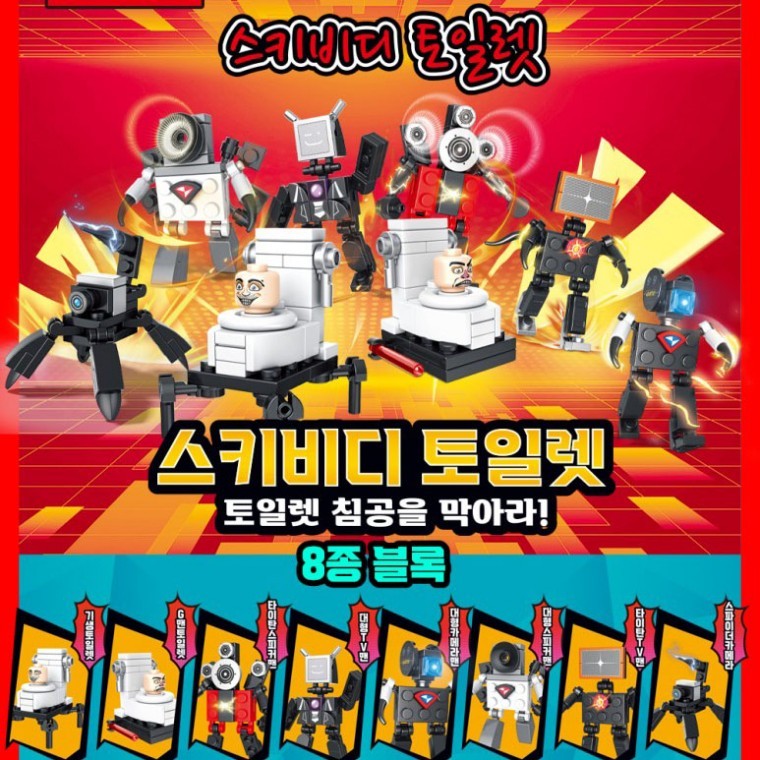 스키비디 토일렛
스키비디 토일렛
토일렛 침공을 막아라!
8종 블록
기생토일렛
G맨토일렛
타이탄스피커맨
대형TV맨
대형카메라맨
대형스피커맨
타이탄TV맨
스파이더카메라